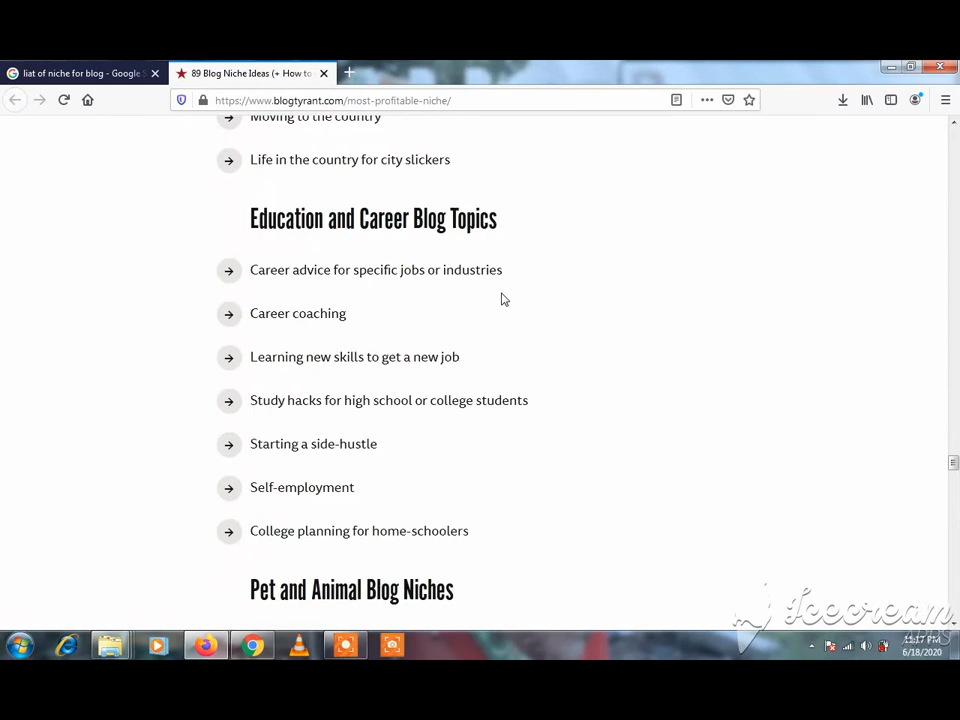 liat of niche for blog - Google S
89 Blog Niche Ideas (+ How to
https://www.blogtyrant.com/most-profitable-niche/
Moving to the country
Life in the country for city slickers
Education and Career Blog Topics
Career advice for specific jobs or industries
Career coaching
Learning new skills to get a new job
Study hacks for high school or college students
Starting a side-hustle
Self-employment
College planning for home-schoolers
Pet and Animal Blog Niches
Icecream
APPS
11:17 PM
6/18/2020